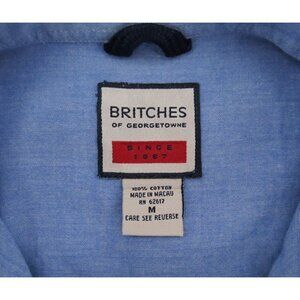 BRITCHES
OF GEORGETOWNE
SINCE
1967
100% COTTON
MADE IN MACAU
RN 62617
M
CARE SEE REVERSE